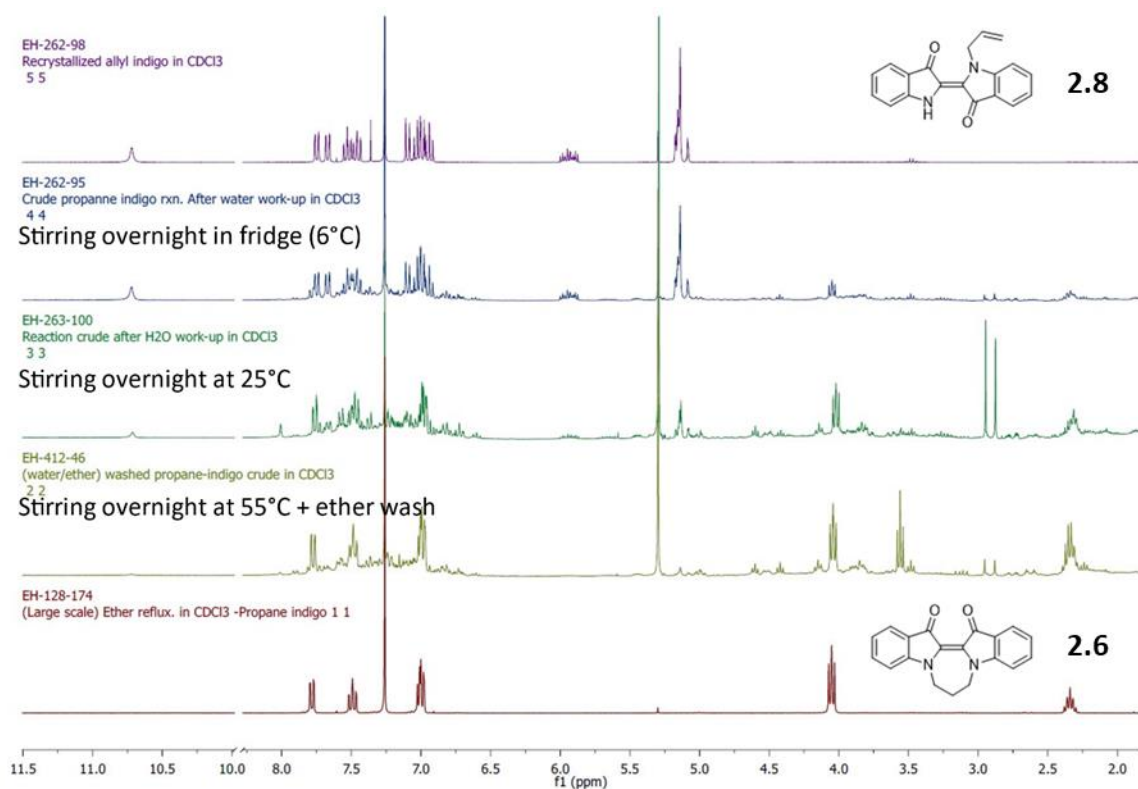 EH-262-98
Recrystallized allyl indigo in CDCl3
5 5
O
N
N
H
O
2.8
EH-262-95
Crude propanne indigo rxn. After water work-up in CDCl3
4 4
Stirring overnight in fridge (6°C)
EH-263-100
Reaction crude after H2O work-up in CDCl3
3 3
Stirring overnight at 25°C
EH-412-46
(water/ether) washed propane-indigo crude in CDCl3
2 2
Stirring overnight at 55°C + ether wash
EH-128-174
(Large scale) Ether reflux. in CDCl3 -Propane indigo 1 1
O O
N N
2.6
11.5 11.0 10.5 10.0 8.0 7.5 7.0 6.5 6.0 5.5 5.0 4.5 4.0 3.5 3.0 2.5 2.0
f1 (ppm)